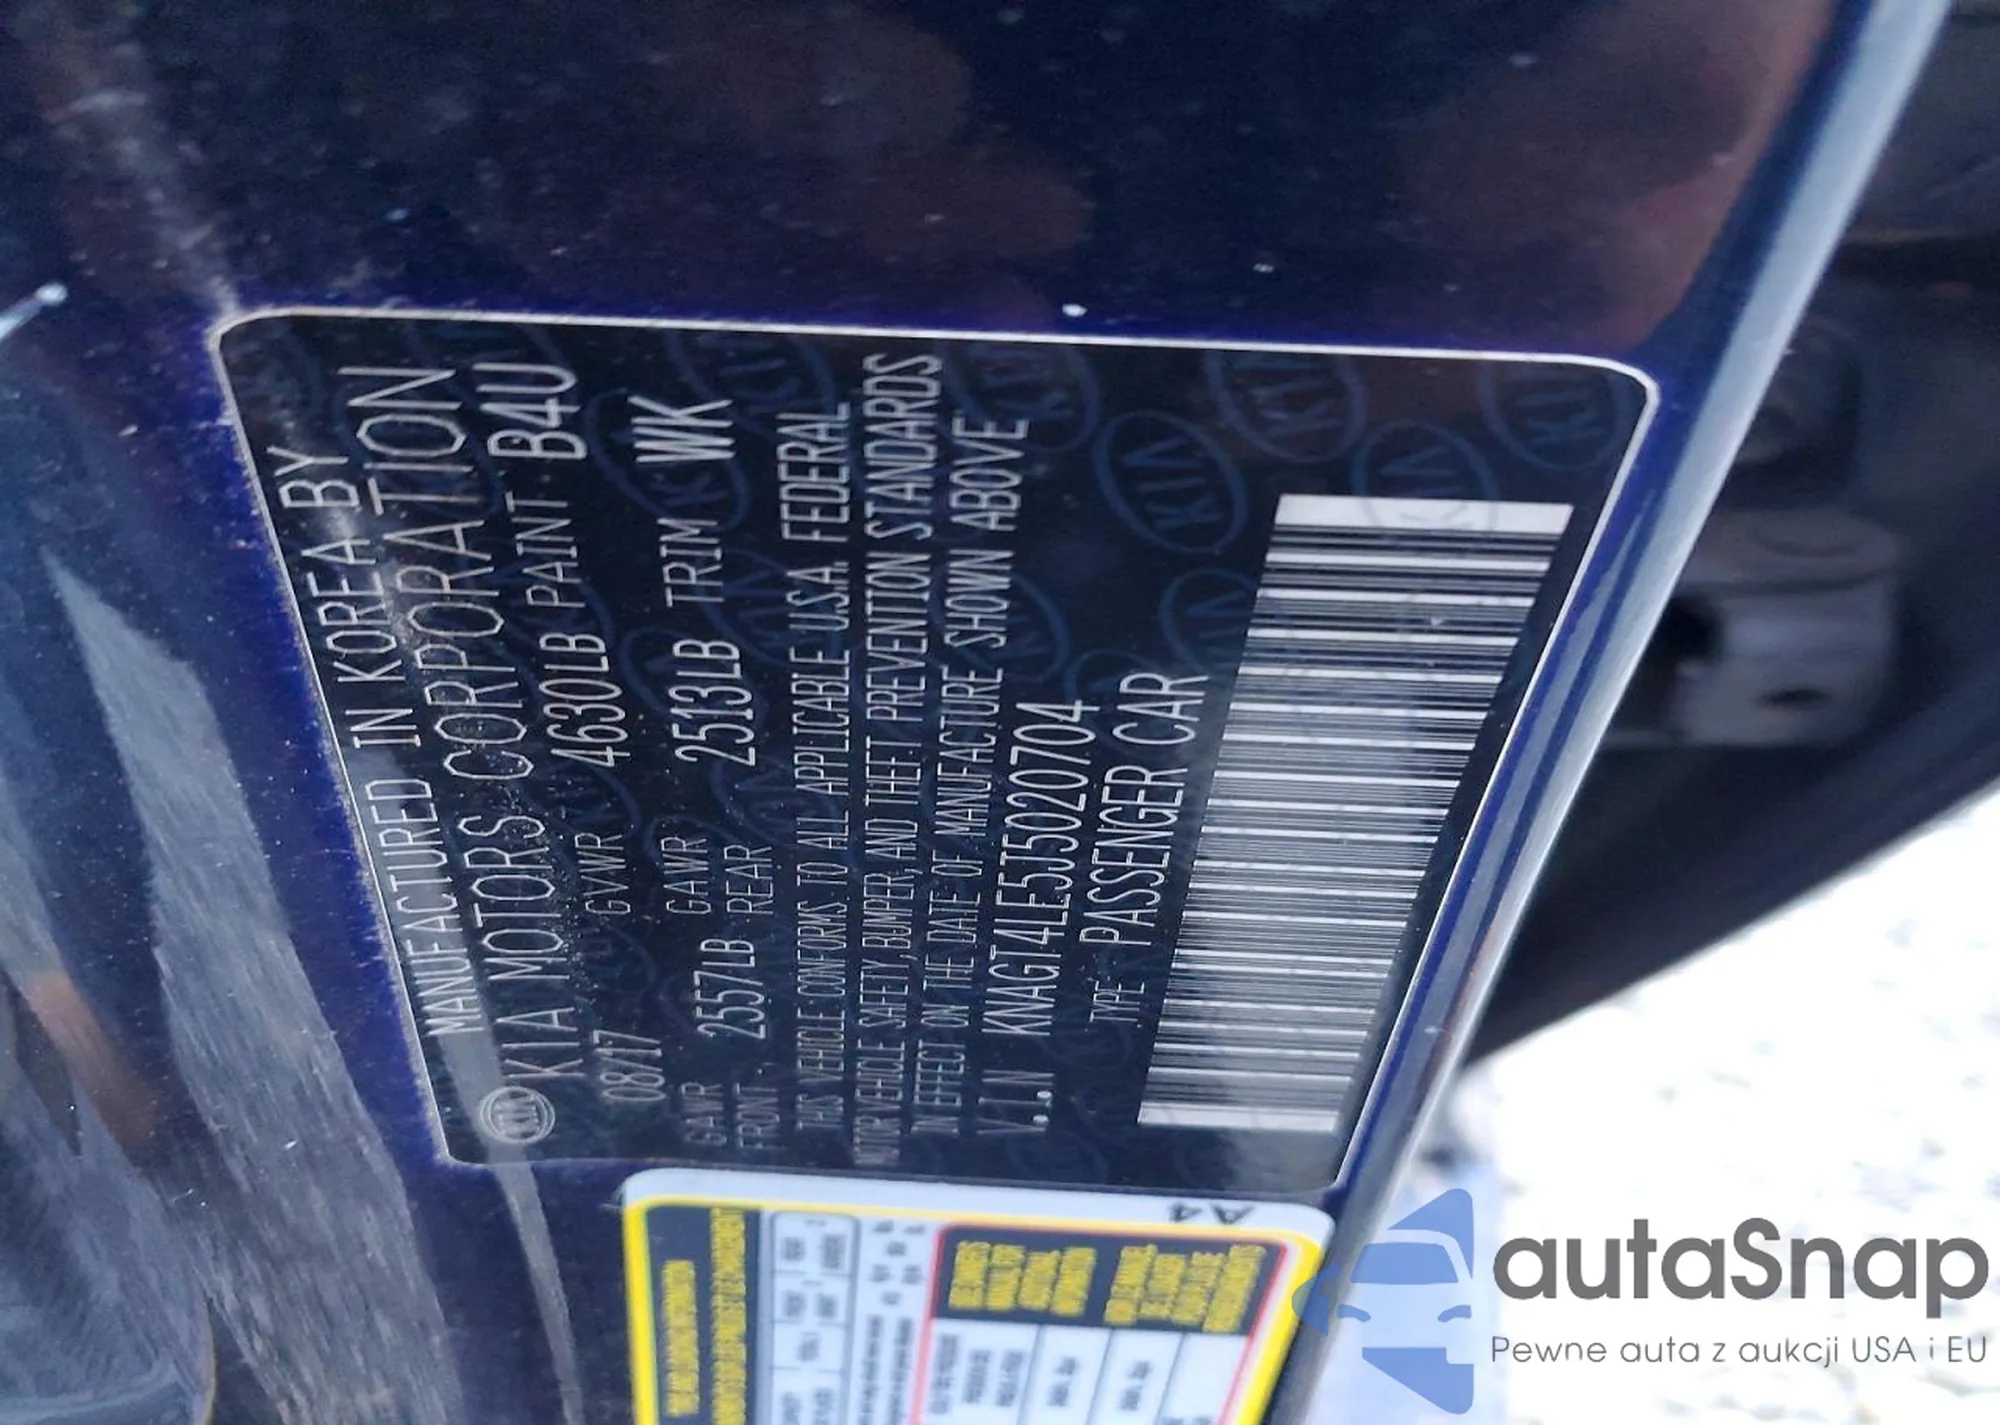 MANUFACTURED IN KOREA BY
KIA KIA MOTORS CORPORATION
08/17 GVWR 4630LB PAINT B4U
GAWR 2557LB GAWR 2513LB TRIM WK
FRONT REAR
THIS VEHICLE CONFORMS TO ALL APPLICABLE U.S.A. FEDERAL
MOTOR VEHICLE SAFETY, BUMPER, AND THEFT PREVENTION STANDARDS
IN EFFECT ON THE DATE OF MANUFACTURE SHOWN ABOVE
V.I.N KNAGT4LE5J5020704
TYPE PASSENGER CAR
A4
autaSnap
Pewne auta z aukcji USA i EU